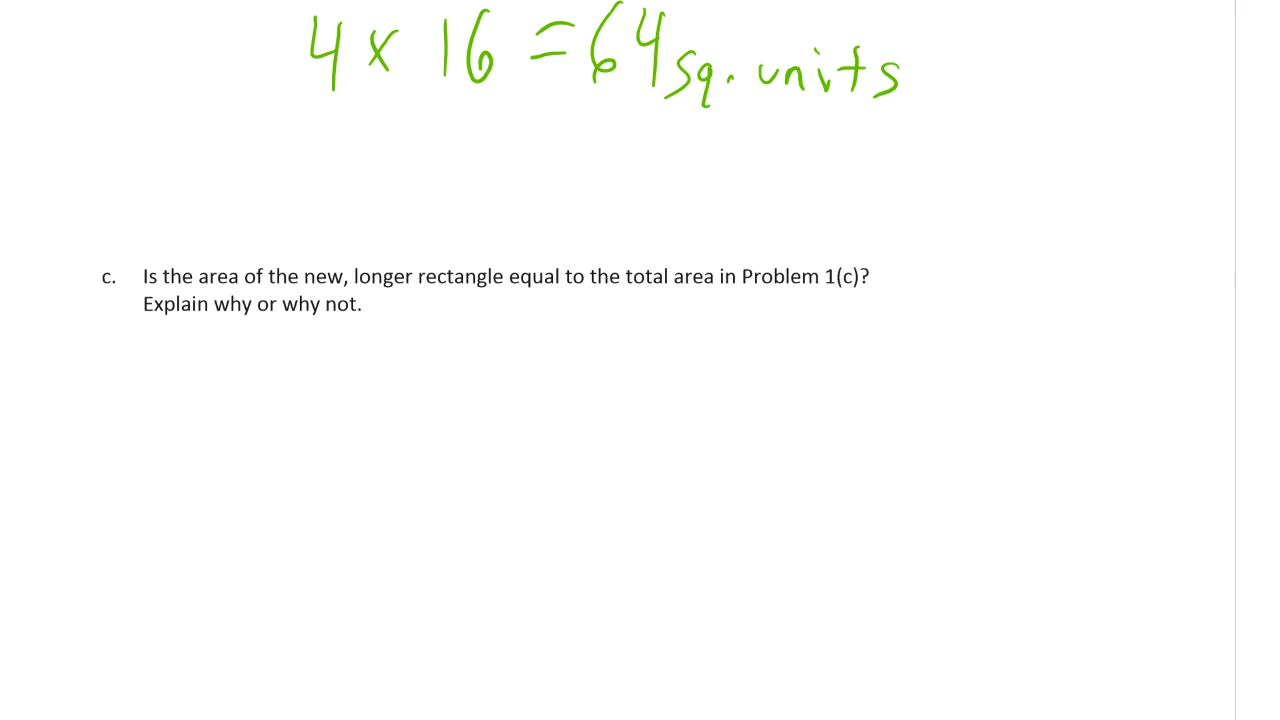 4 x 16 = 64 sq. units
c. Is the area of the new, longer rectangle equal to the total area in Problem 1(c)?
Explain why or why not.